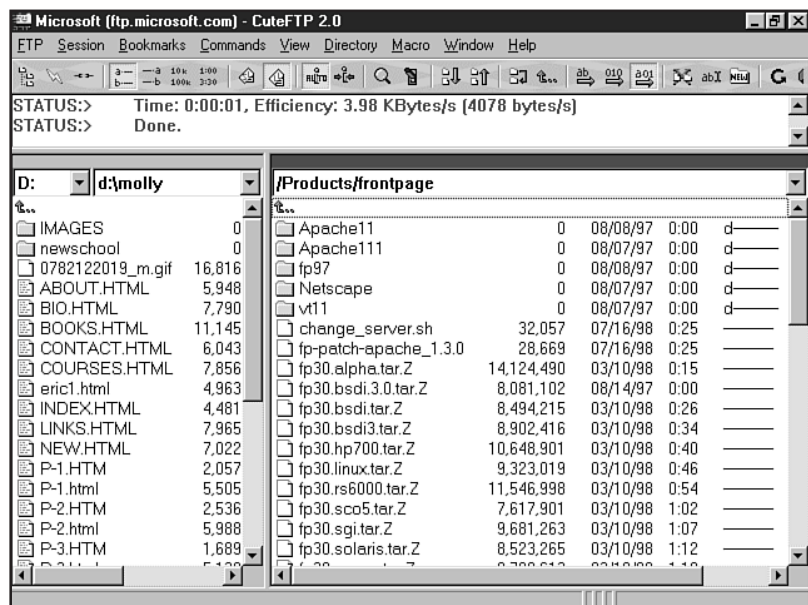 Microsoft (ftp.microsoft.com) - CuteFTP 2.0
FTP Session Bookmarks Commands View Directory Macro Window Help
STATUS:> Time: 0:00:01, Efficiency: 3.98 KBytes/s (4078 bytes/s)
STATUS:> Done.
D: d:\molly
IMAGES 0
newschool 0
0782122019_m.gif 16,816
ABOUT.HTML 5,948
BIO.HTML 7,790
BOOKS.HTML 11,145
CONTACT.HTML 6,043
COURSES.HTML 7,856
eric1.html 4,963
INDEX.HTML 4,481
LINKS.HTML 7,965
NEW.HTML 7,022
P-1.HTM 2,057
P-1.html 5,505
P-2.HTM 2,536
P-2.html 5,988
P-3.HTM 1,689
/Products/frontpage
Apache11 0 08/08/97 0:00 d
Apache111 0 08/07/97 0:00 d
fp97 0 08/08/97 0:00 d
Netscape 0 08/07/97 0:00 d
vt11 0 08/07/97 0:00 d
change_server.sh 32,057 07/16/98 0:25
fp-patch-apache_1.3.0 28,669 07/16/98 0:25
fp30.alpha.tar.Z 14,124,490 03/10/98 0:15
fp30.bsdi.3.0.tar.Z 8,081,102 08/14/97 0:00
fp30.bsdi.tar.Z 8,494,215 03/10/98 0:26
fp30.bsdi3.tar.Z 8,902,416 03/10/98 0:34
fp30.hp700.tar.Z 10,648,901 03/10/98 0:40
fp30.linux.tar.Z 9,323,019 03/10/98 0:46
fp30.rs6000.tar.Z 11,546,998 03/10/98 0:54
fp30.sco5.tar.Z 7,617,901 03/10/98 1:02
fp30.sgi.tar.Z 9,681,263 03/10/98 1:07
fp30.solaris.tar.Z 8,523,265 03/10/98 1:12